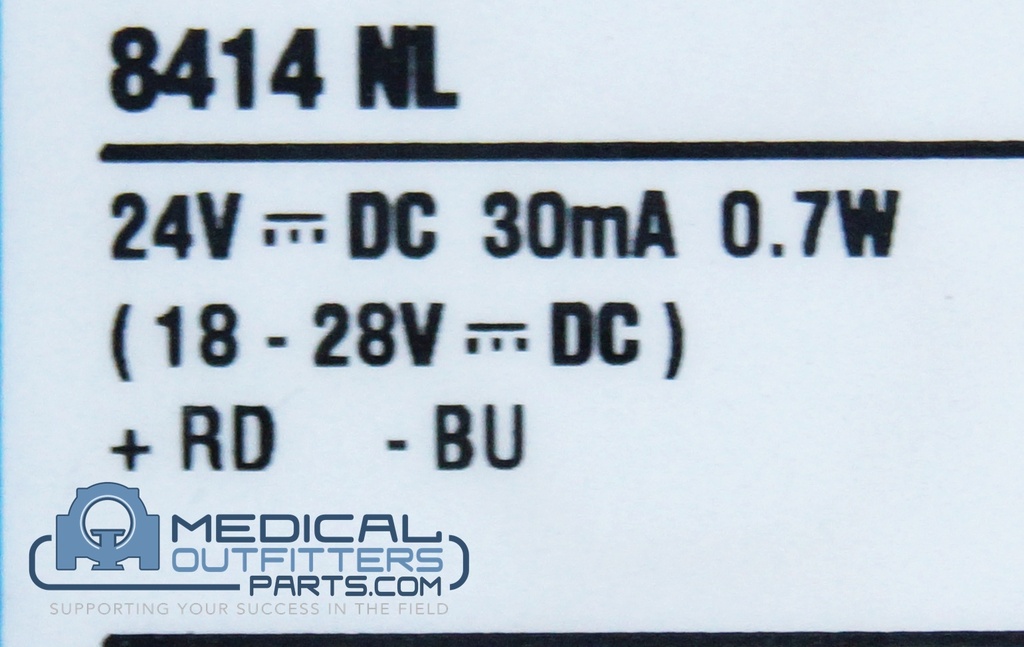 8414 NL
24V ⎓ DC 30mA 0.7W
(18 - 28V ⎓ DC)
+ RD - BU
MEDICAL
OUTFITTERS
PARTS.COM
SUPPORTING YOUR SUCCESS IN THE FIELD